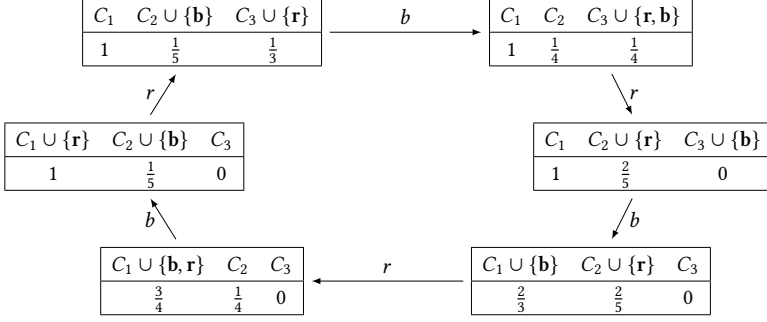 C₁ C₂ ∪ {b} C₃ ∪ {r}
1 1/5 1/3
b
C₁ C₂ C₃ ∪ {r, b}
1 1/4 1/4
r
r
C₁ ∪ {r} C₂ ∪ {b} C₃
1 1/5 0
C₁ C₂ ∪ {r} C₃ ∪ {b}
1 2/5 0
b
b
C₁ ∪ {b, r} C₂ C₃
3/4 1/4 0
r
C₁ ∪ {b} C₂ ∪ {r} C₃
2/3 2/5 0